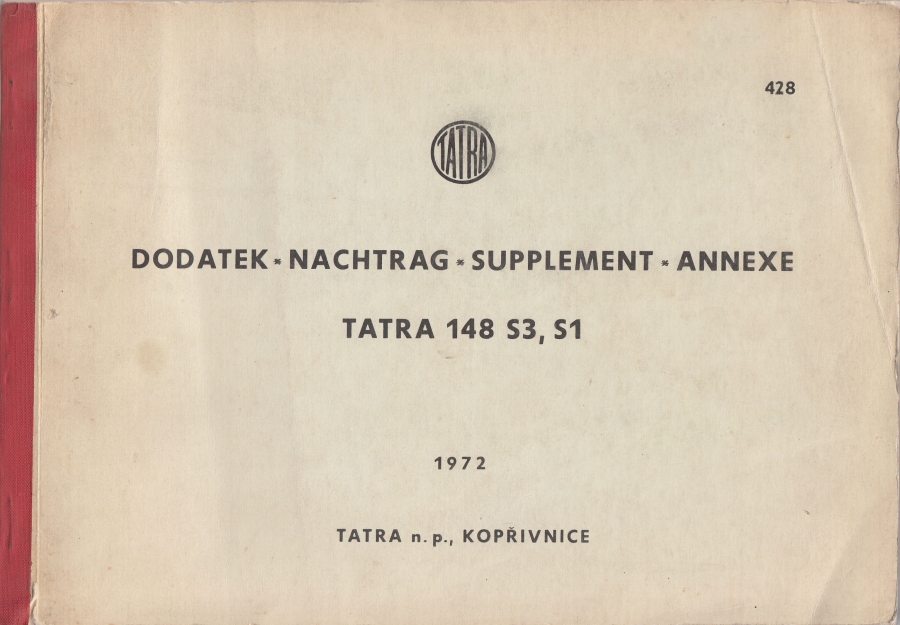 428
TATRA
DODATEK * NACHTRAG * SUPPLEMENT * ANNEXE
TATRA 148 S3, S1
1972
TATRA n. p., KOPŘIVNICE